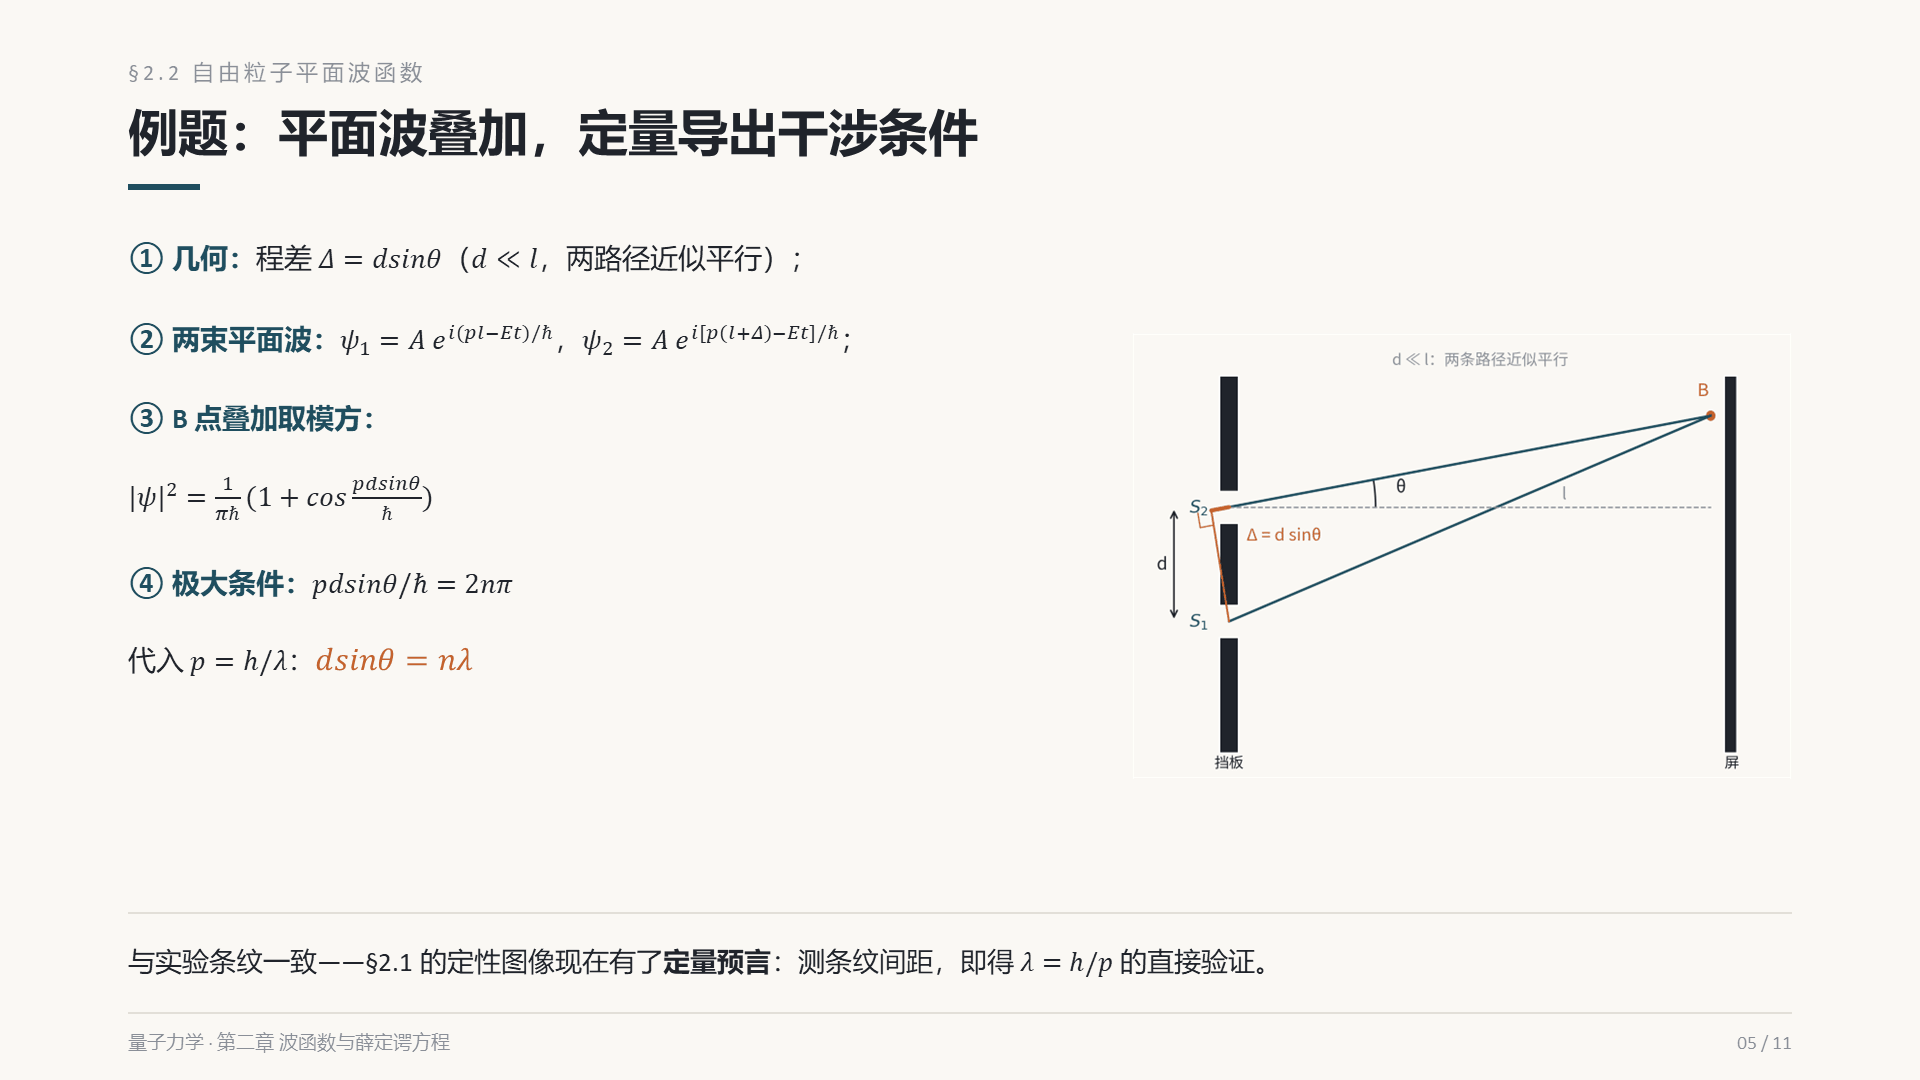 §2.2 自由粒子平面波函数
例题：平面波叠加，定量导出干涉条件
① 几何：程差 Δ = dsinθ（d ≪ l，两路径近似平行）；
② 两束平面波：ψ₁ = A e^{i(pl−Et)/ℏ}，ψ₂ = A e^{i[p(l+Δ)−Et]/ℏ}；
③ B 点叠加取模方：
|ψ|² = \frac{1}{πℏ}(1 + cos \frac{pdsinθ}{ℏ})
④ 极大条件：pdsinθ/ℏ = 2nπ
代入 p = h/λ：dsinθ = nλ
d ≪ l：两条路径近似平行
B
θ
l
S₂
Δ = d sinθ
d
S₁
挡板
屏
与实验条纹一致——§2.1 的定性图像现在有了定量预言：测条纹间距，即得 λ = h/p 的直接验证。
量子力学 · 第二章 波函数与薛定谔方程
05 / 11